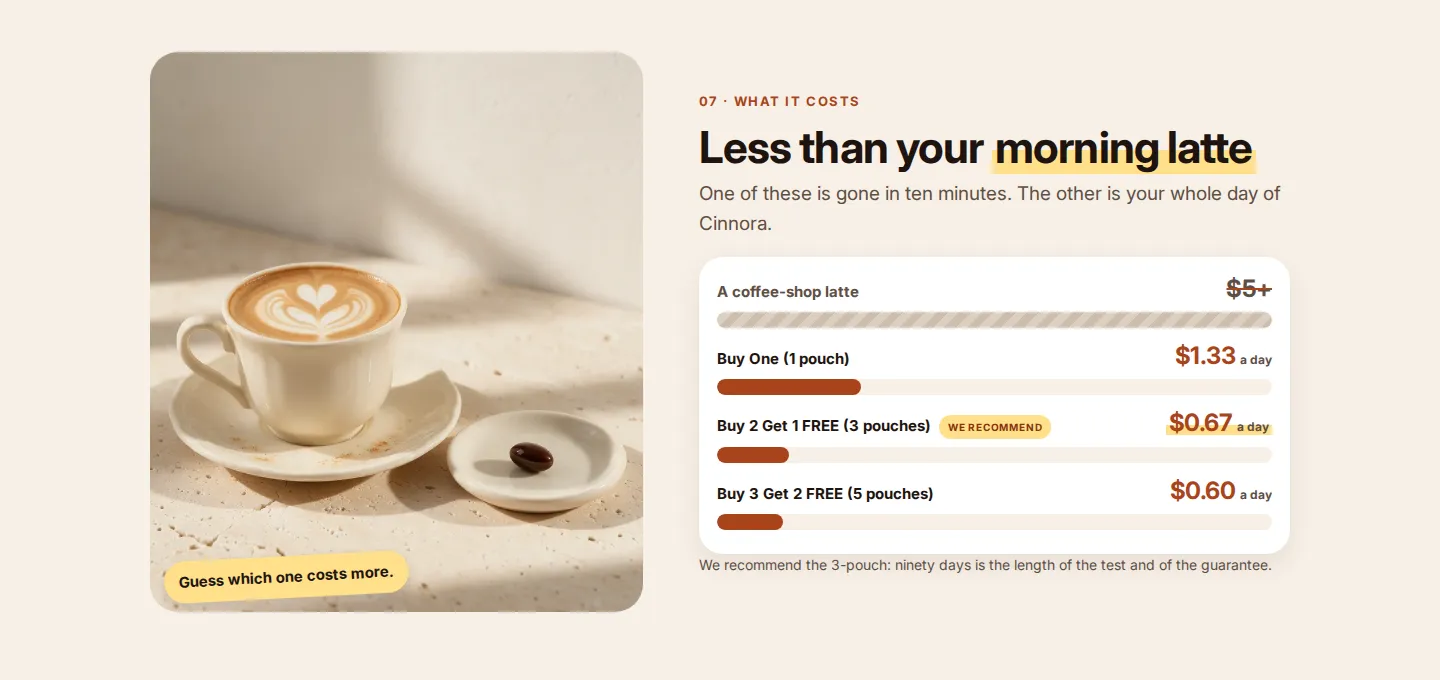 07 · WHAT IT COSTS
Less than your morning latte
One of these is gone in ten minutes. The other is your whole day of
Cinnora.
A coffee-shop latte $5+
Buy One (1 pouch) $1.33 a day
Buy 2 Get 1 FREE (3 pouches) WE RECOMMEND $0.67 a day
Buy 3 Get 2 FREE (5 pouches) $0.60 a day
We recommend the 3-pouch: ninety days is the length of the test and of the guarantee.
Guess which one costs more.